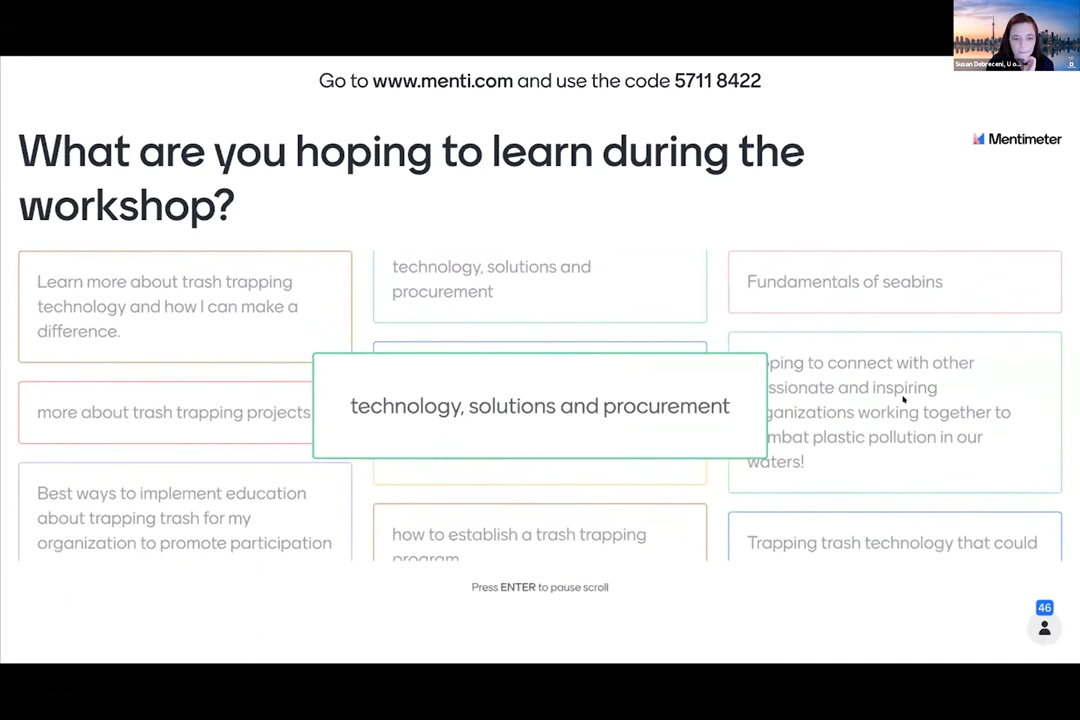 Susan Debreceni, U o...
Go to www.menti.com and use the code 5711 8422
What are you hoping to learn during the
workshop?
Mentimeter
Learn more about trash trapping
technology and how I can make a
difference.
more about trash trapping projects
Best ways to implement education
about trapping trash for my
organization to promote participation
technology, solutions and
procurement
technology, solutions and procurement
how to establish a trash trapping
program
Fundamentals of seabins
ping to connect with other
ssionate and inspiring
ganizations working together to
mbat plastic pollution in our
waters!
Trapping trash technology that could
Press ENTER to pause scroll
46